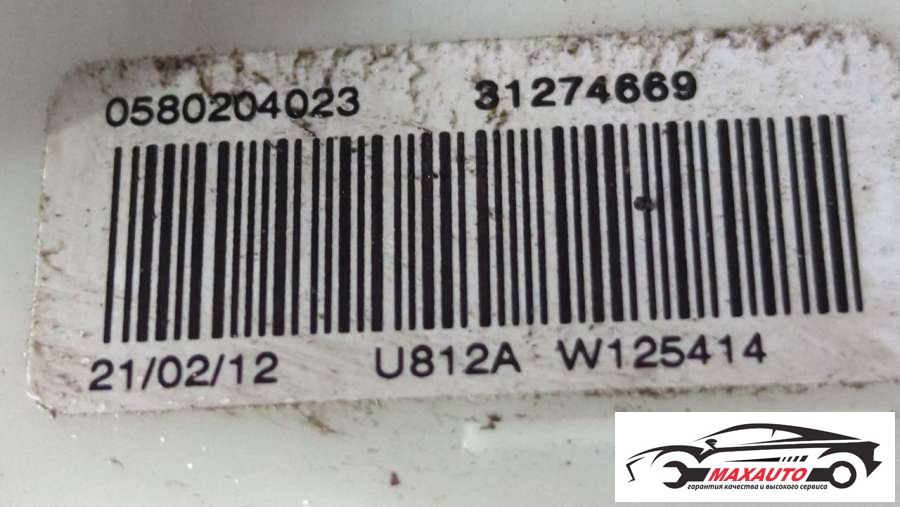 0580204023 31274669
21/02/12 U812A W125414
MAXAUTO
гарантия качества и высокого сервиса